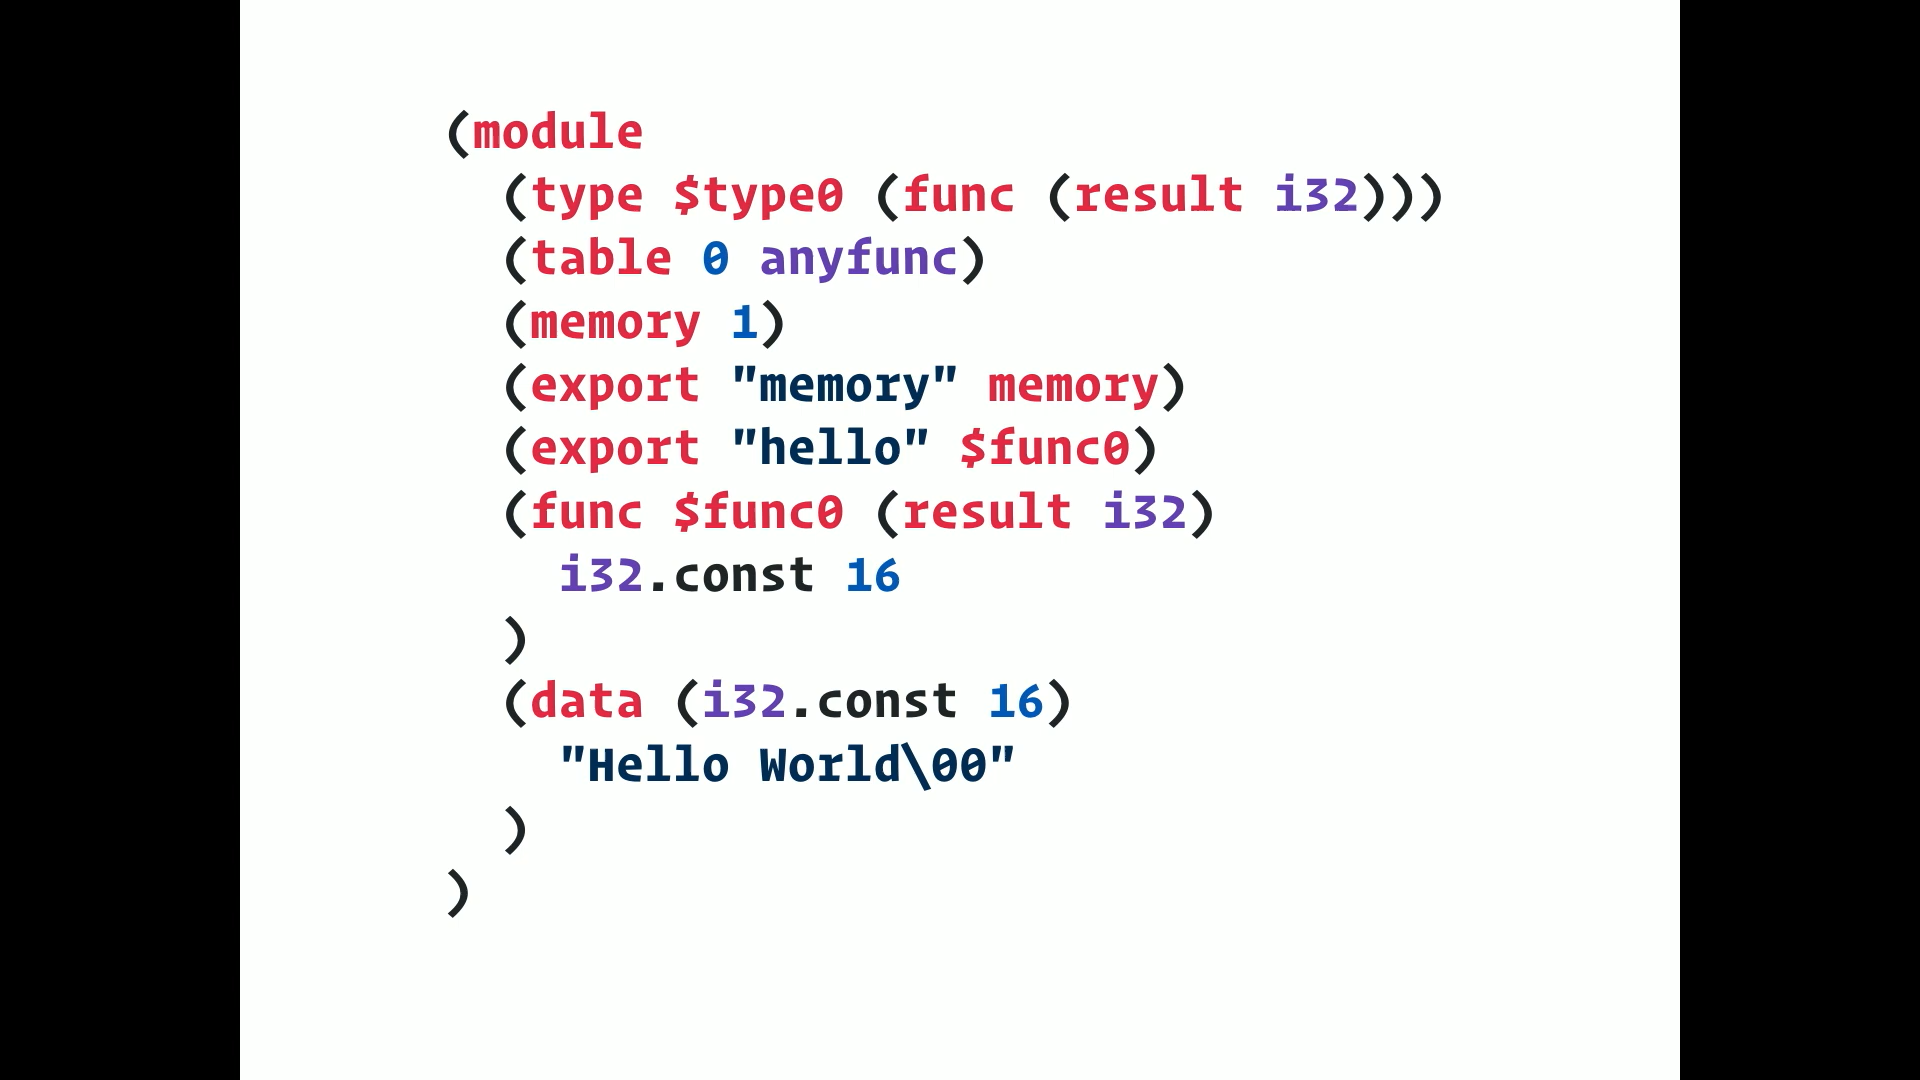 (module
  (type $type0 (func (result i32)))
  (table 0 anyfunc)
  (memory 1)
  (export "memory" memory)
  (export "hello" $func0)
  (func $func0 (result i32)
    i32.const 16
  )
  (data (i32.const 16)
    "Hello World\00"
  )
)